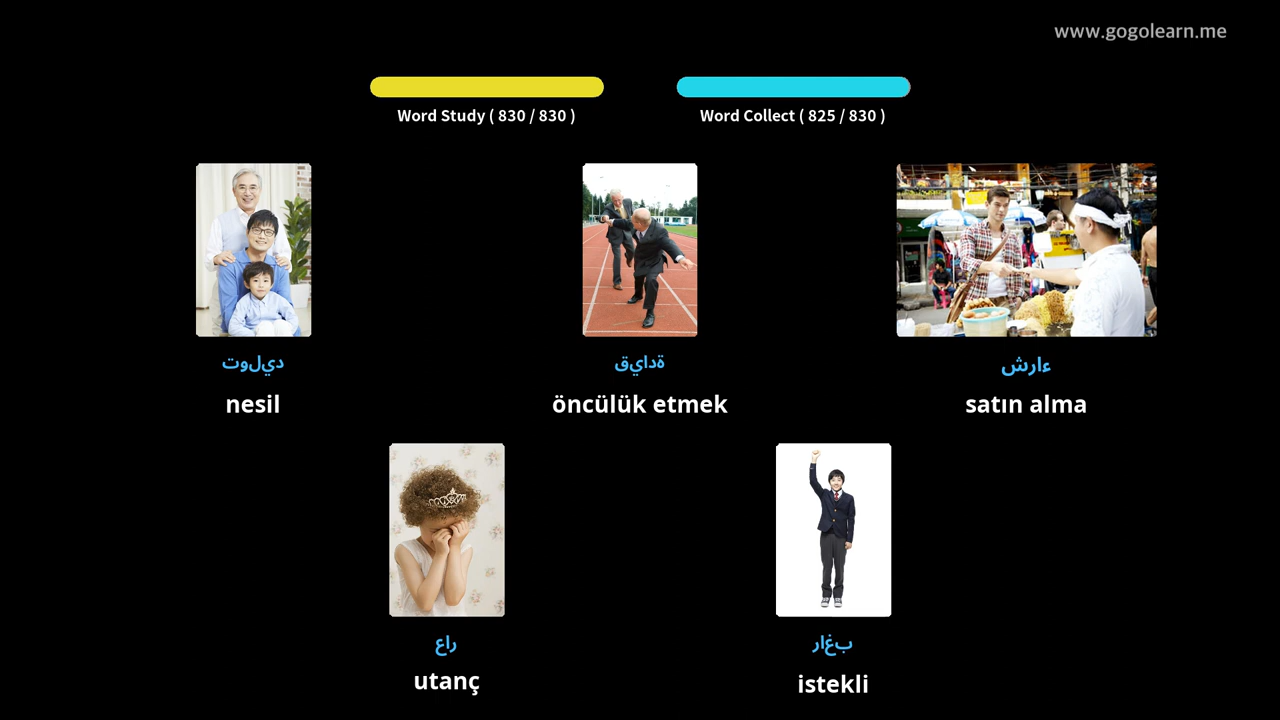 www.gogolearn.me
Word Study ( 830 / 830 )
Word Collect ( 825 / 830 )
ديلوت
nesil
ةدايق
öncülük etmek
ءارش
satın alma
راع
utanç
بغار
istekli